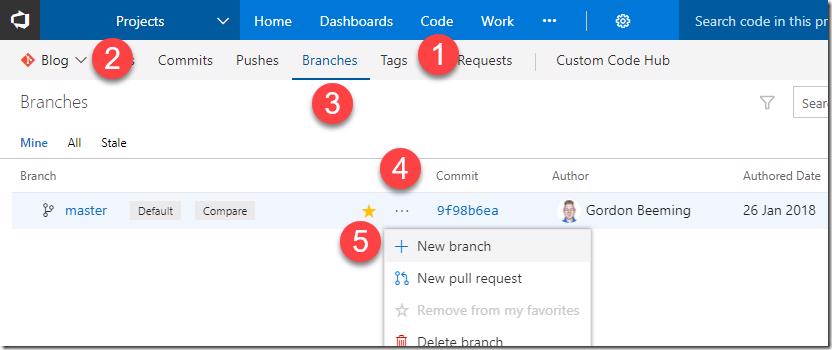 Projects Home Dashboards Code Work ••• Search code in this pr
Blog Commits Pushes Branches Tags Requests Custom Code Hub
2 1
Branches Sear
3
Mine All Stale
4
Branch Commit Author Authored Date
master Default Compare ... 9f98b6ea Gordon Beeming 26 Jan 2018
5
New branch
New pull request
Remove from my favorites
Delete branch